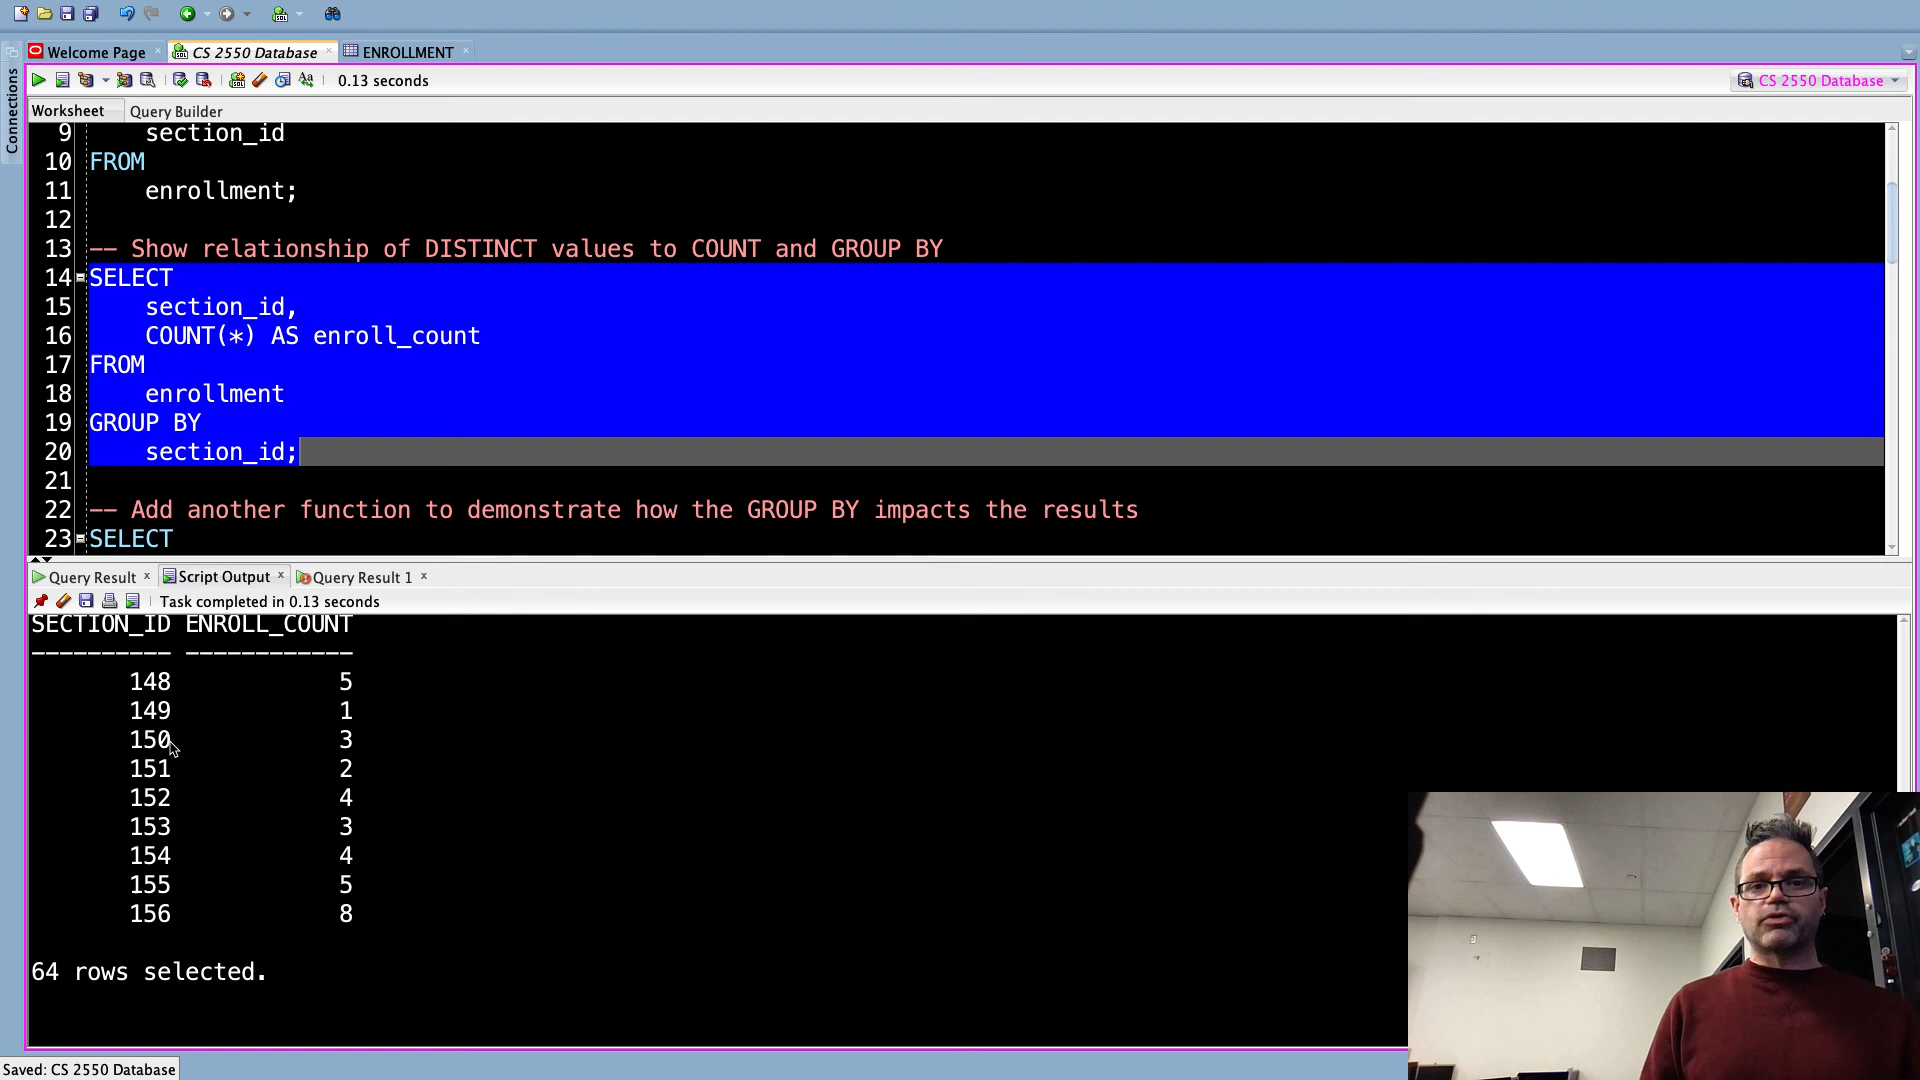 Welcome Page
CS 2550 Database
ENROLLMENT
Connections
0.13 seconds
CS 2550 Database
Worksheet
Query Builder
9 section_id
10 FROM
11 enrollment;
12
13 -- Show relationship of DISTINCT values to COUNT and GROUP BY
14 SELECT
15 section_id,
16 COUNT(*) AS enroll_count
17 FROM
18 enrollment
19 GROUP BY
20 section_id;
21
22 -- Add another function to demonstrate how the GROUP BY impacts the results
23 SELECT
Query Result
Script Output
Query Result 1
Task completed in 0.13 seconds
SECTION_ID ENROLL_COUNT
---------- ------------
148 5
149 1
150 3
151 2
152 4
153 3
154 4
155 5
156 8
64 rows selected.
Saved: CS 2550 Database